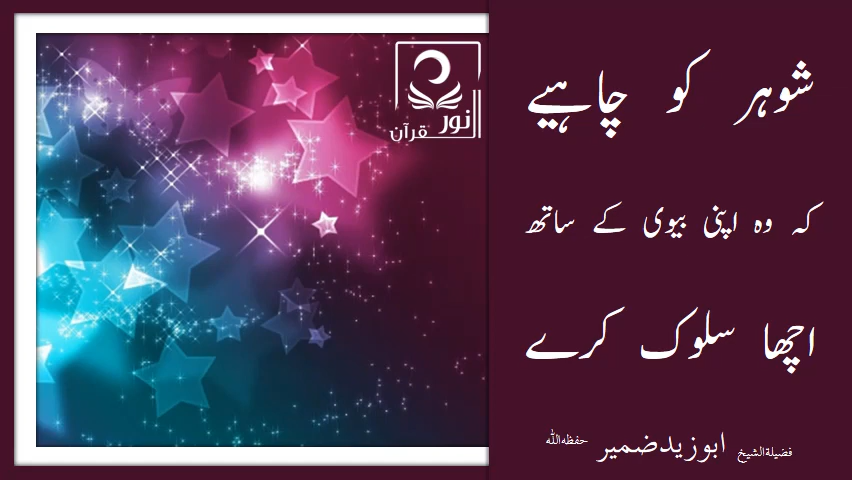 نور قرآن
شوہر کو چاہیے
کہ وہ اپنی بیوی کے ساتھ
اچھا سلوک کرے
فضیلۃ الشیخ ابوزید ضمیر حفظہ اللہ